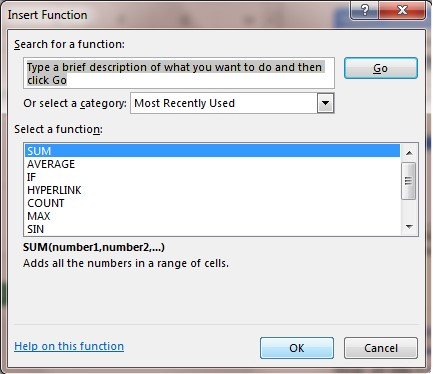 Insert Function
Search for a function:
Type a brief description of what you want to do and then
click Go
Go
Or select a category: Most Recently Used
Select a function:
SUM
AVERAGE
IF
HYPERLINK
COUNT
MAX
SIN
SUM(number1,number2,...)
Adds all the numbers in a range of cells.
Help on this function
OK
Cancel